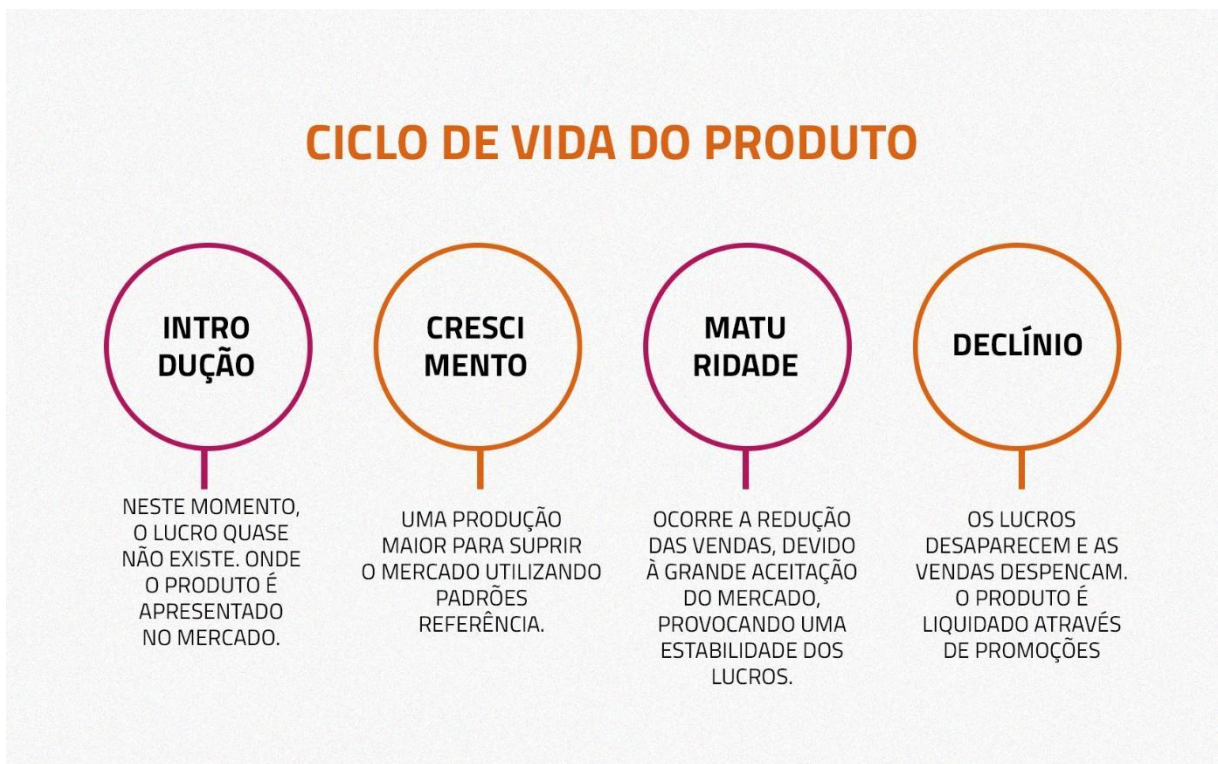 CICLO DE VIDA DO PRODUTO
INTRO
DUÇÃO
NESTE MOMENTO,
O LUCRO QUASE
NÃO EXISTE. ONDE
O PRODUTO É
APRESENTADO
NO MERCADO.
CRESCI
MENTO
UMA PRODUÇÃO
MAIOR PARA SUPRIR
O MERCADO UTILIZANDO
PADRÕES
REFERÊNCIA.
MATU
RIDADE
OCORRE A REDUÇÃO
DAS VENDAS, DEVIDO
À GRANDE ACEITAÇÃO
DO MERCADO,
PROVOCANDO UMA
ESTABILIDADE DOS
LUCROS.
DECLÍNIO
OS LUCROS
DESAPARECEM E AS
VENDAS DESPENCAM.
O PRODUTO É
LIQUIDADO ATRAVÉS
DE PROMOÇÕES